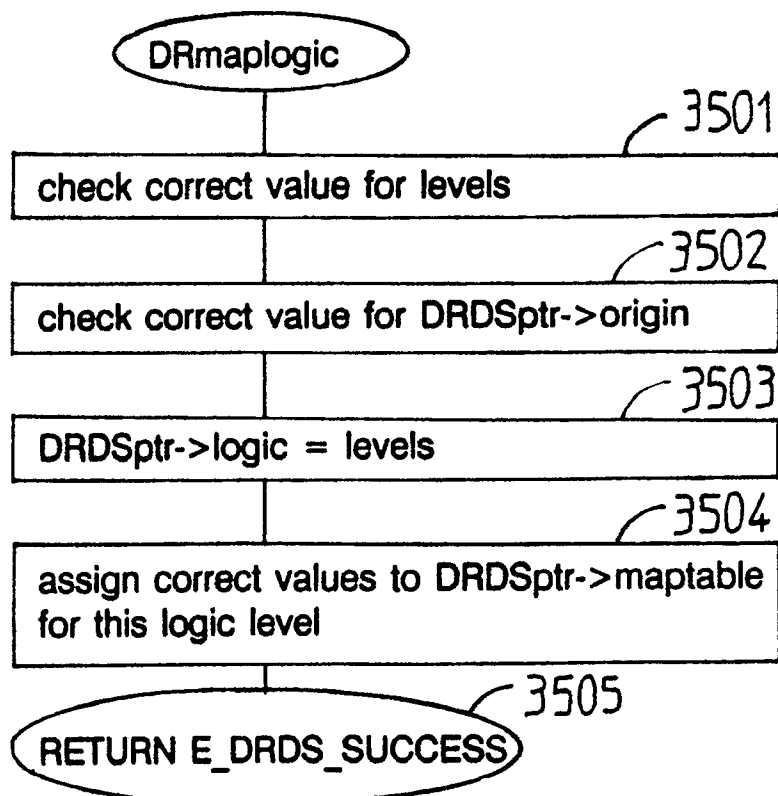 DRmaplogic
3501
check correct value for levels
3502
check correct value for DRDSptr->origin
3503
DRDSptr->logic = levels
3504
assign correct values to DRDSptr->maptable
for this logic level
3505
RETURN E_DRDS_SUCCESS